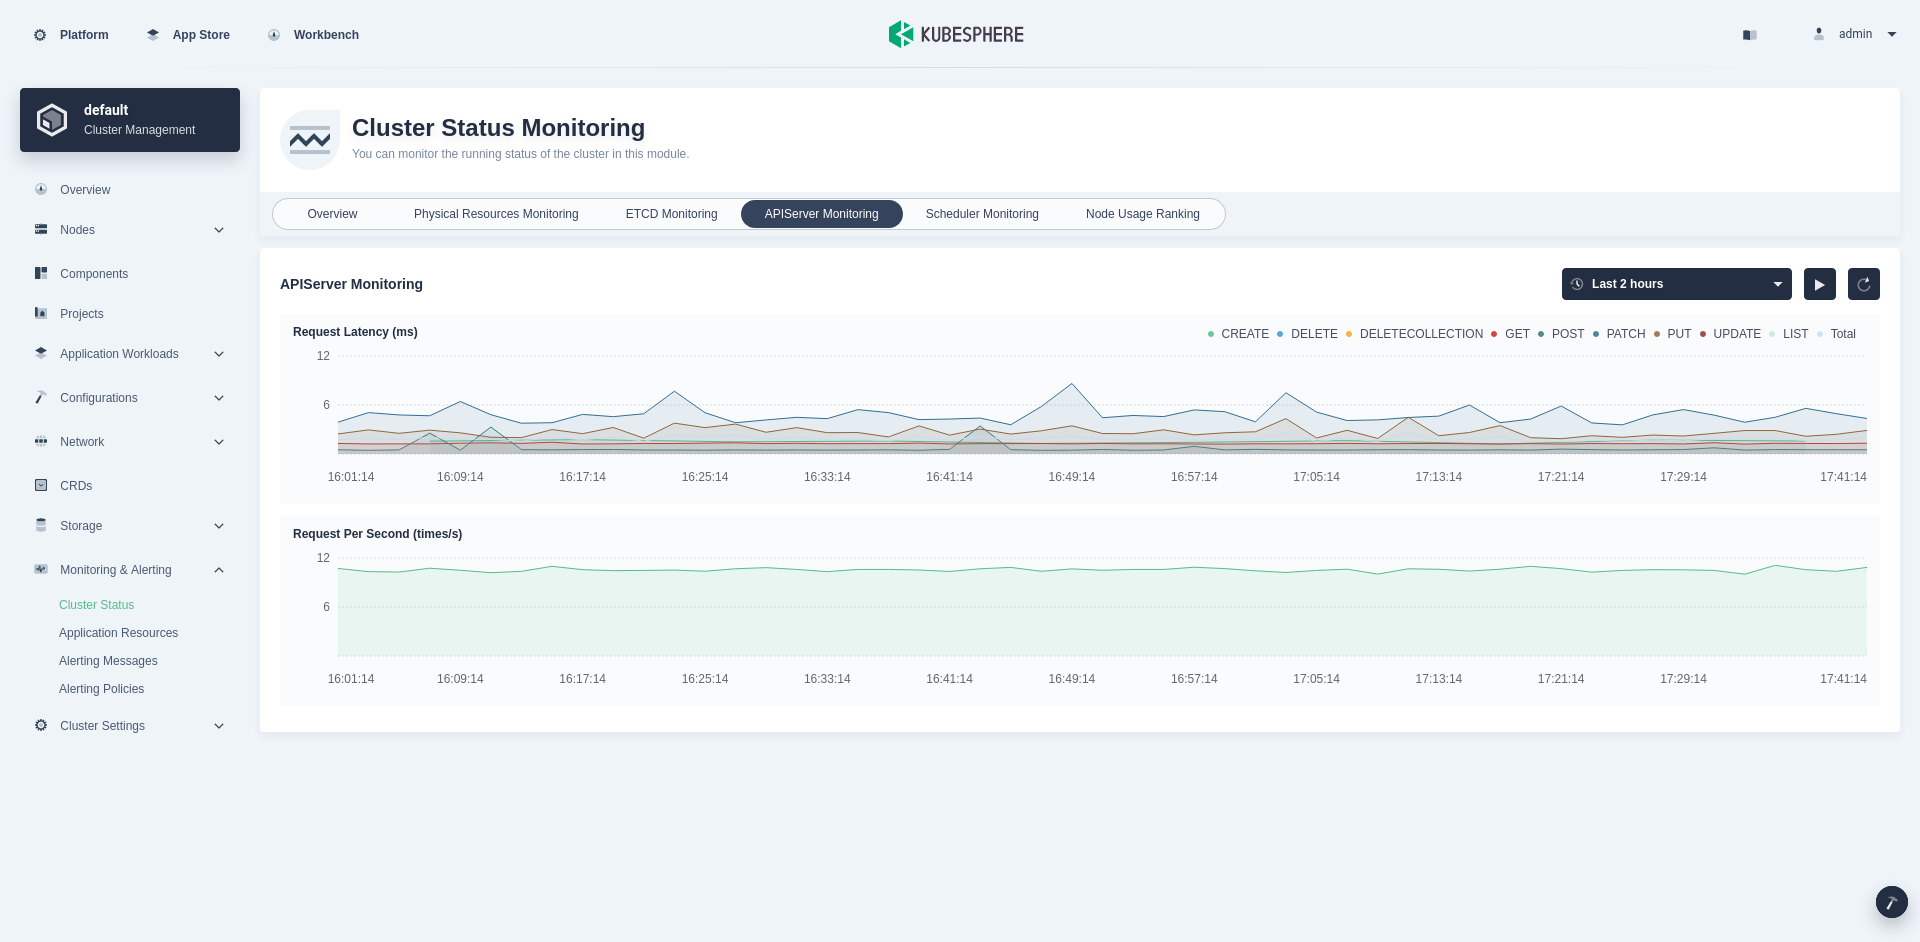 Platform
App Store
Workbench
KUBESPHERE
admin
default
Cluster Management
Overview
Nodes
Components
Projects
Application Workloads
Configurations
Network
CRDs
Storage
Monitoring & Alerting
Cluster Status
Application Resources
Alerting Messages
Alerting Policies
Cluster Settings
Cluster Status Monitoring
You can monitor the running status of the cluster in this module.
Overview
Physical Resources Monitoring
ETCD Monitoring
APIServer Monitoring
Scheduler Monitoring
Node Usage Ranking
APIServer Monitoring
Last 2 hours
Request Latency (ms)
CREATE DELETE DELETECOLLECTION GET POST PATCH PUT UPDATE LIST Total
12
6
16:01:14 16:09:14 16:17:14 16:25:14 16:33:14 16:41:14 16:49:14 16:57:14 17:05:14 17:13:14 17:21:14 17:29:14 17:41:14
Request Per Second (times/s)
12
6
16:01:14 16:09:14 16:17:14 16:25:14 16:33:14 16:41:14 16:49:14 16:57:14 17:05:14 17:13:14 17:21:14 17:29:14 17:41:14